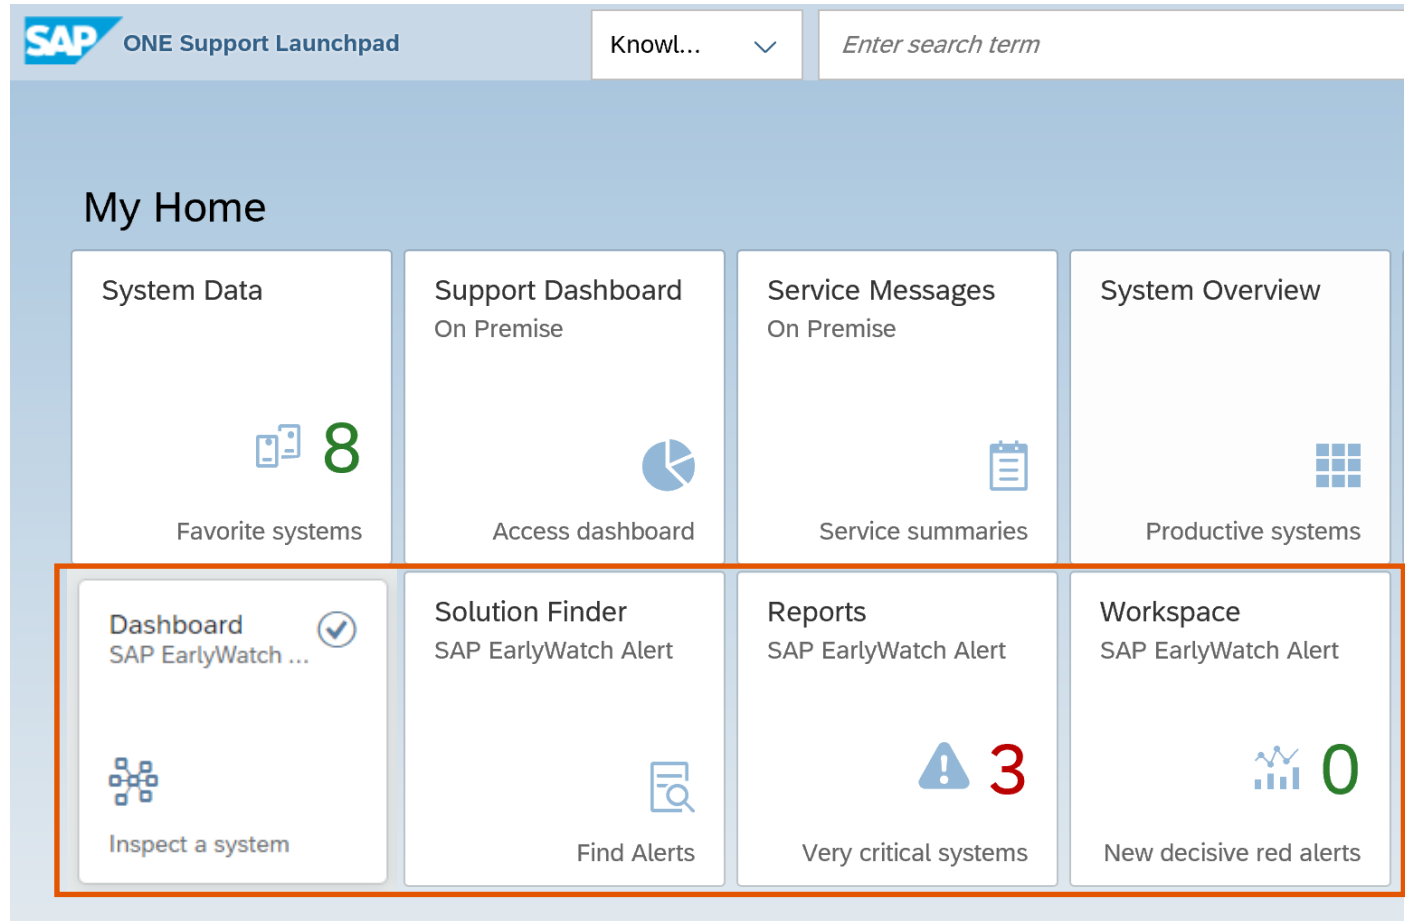 SAP ONE Support Launchpad
Knowl...
Enter search term
My Home
System Data
8
Favorite systems
Support Dashboard
On Premise
Access dashboard
Service Messages
On Premise
Service summaries
System Overview
Productive systems
Dashboard
SAP EarlyWatch ...
Inspect a system
Solution Finder
SAP EarlyWatch Alert
Find Alerts
Reports
SAP EarlyWatch Alert
3
Very critical systems
Workspace
SAP EarlyWatch Alert
0
New decisive red alerts